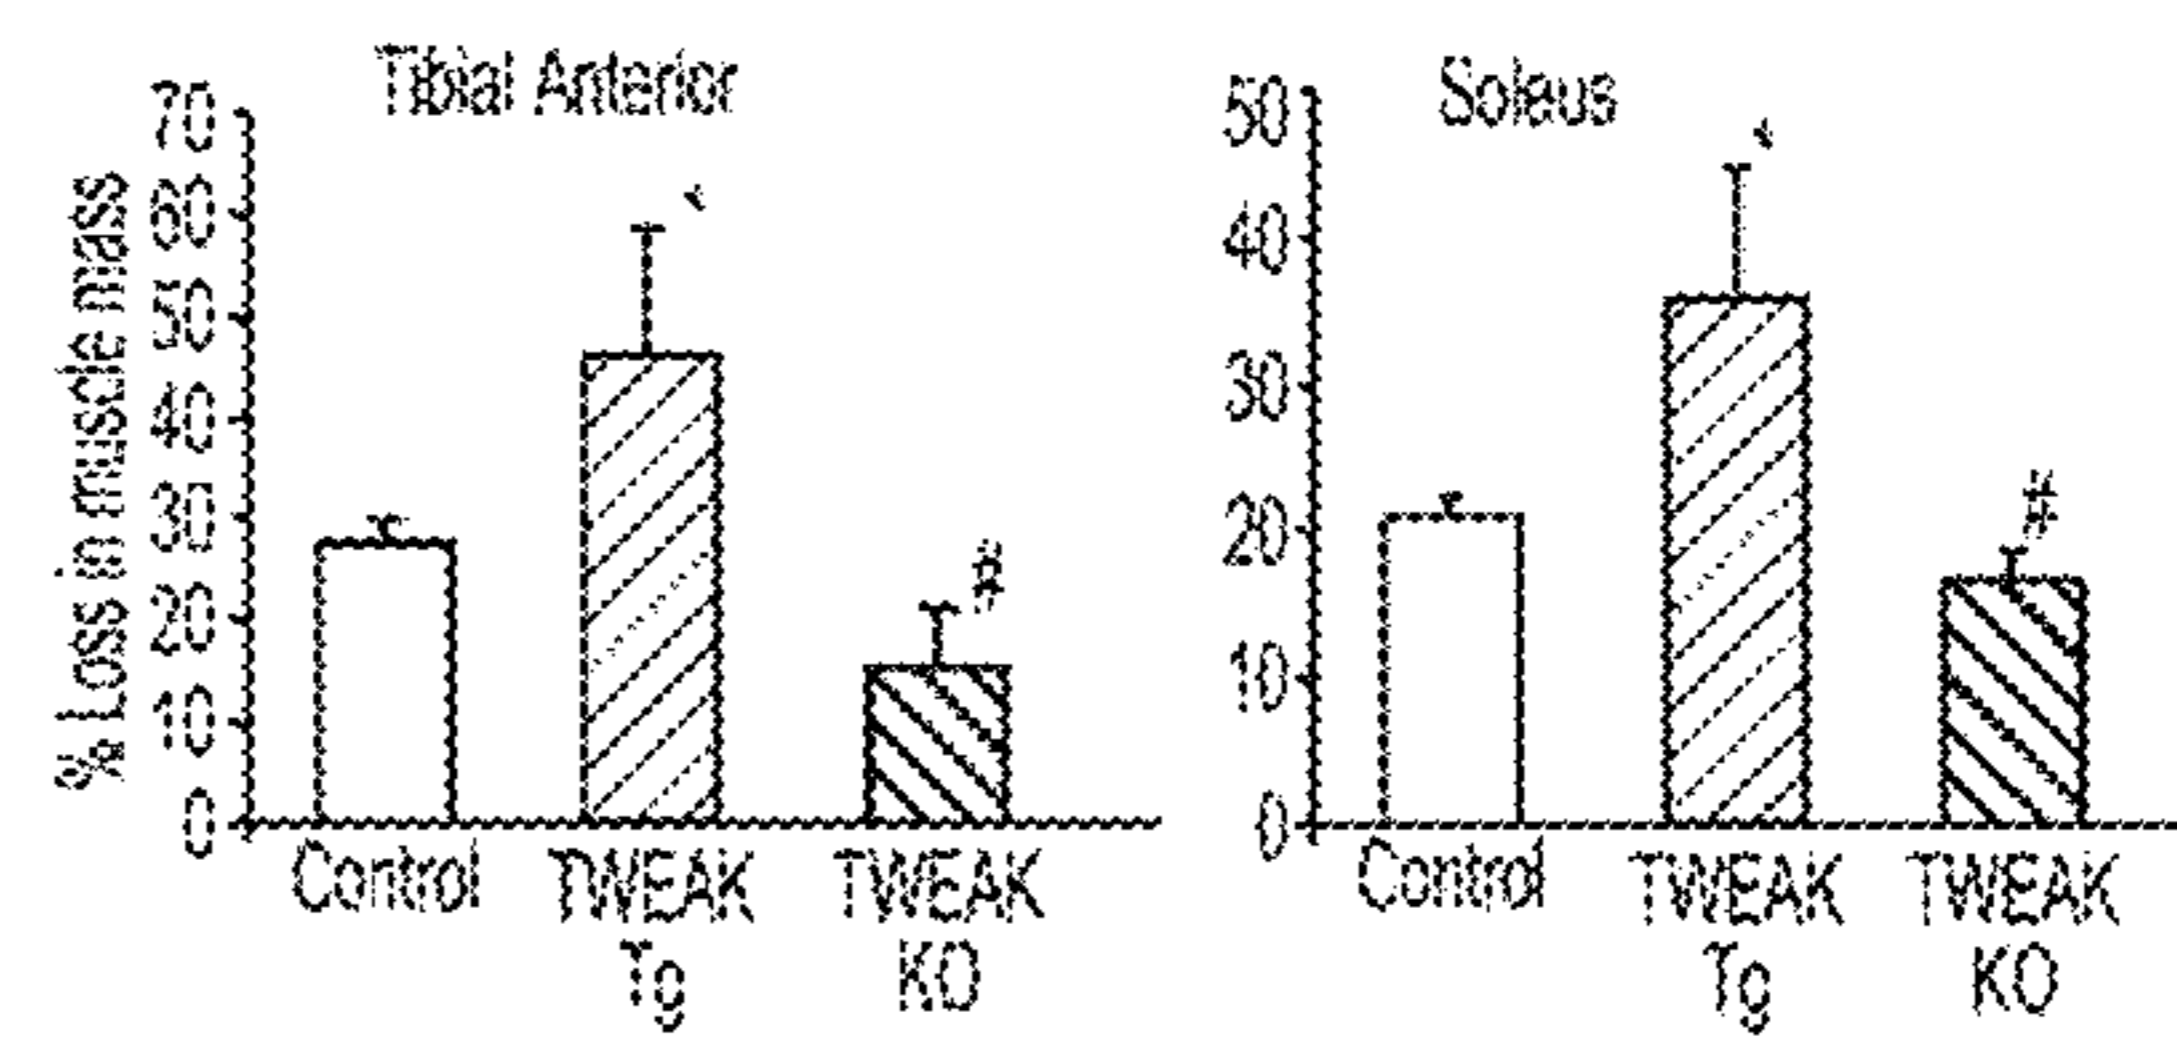 Tibial Anterior
% Loss in muscle mass
70
60
50
40
30
20
10
0
Control
TWEAK
Tg
TWEAK
KO
#
Soleus
50
40
30
20
10
0
Control
TWEAK
Tg
TWEAK
KO
#